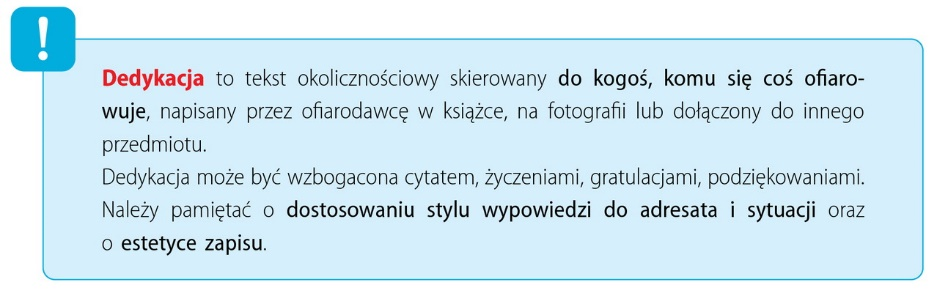 !
Dedykacja to tekst okolicznościowy skierowany do kogoś, komu się coś ofiaro-
wuje, napisany przez ofiarodawcę w książce, na fotografii lub dołączony do innego
przedmiotu.
Dedykacja może być wzbogacona cytatem, życzeniami, gratulacjami, podziękowaniami.
Należy pamiętać o dostosowaniu stylu wypowiedzi do adresata i sytuacji oraz
o estetyce zapisu.